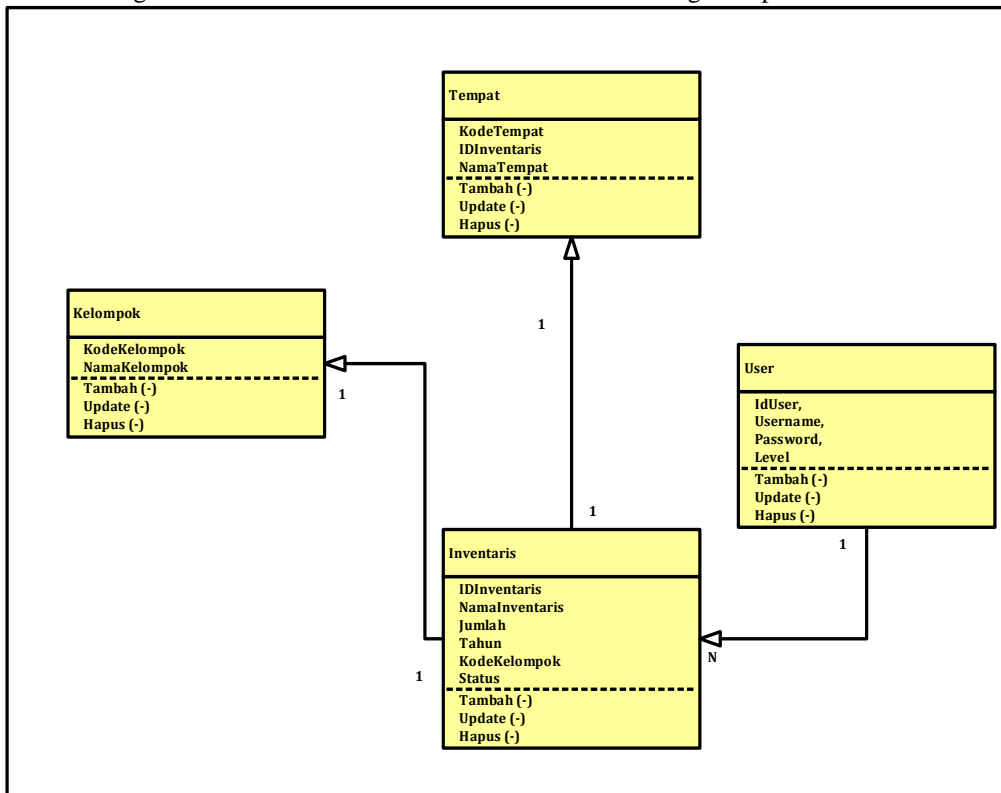 Tempat
KodeTempat
IDInventaris
NamaTempat
Tambah (-)
Update (-)
Hapus (-)
Kelompok
KodeKelompok
NamaKelompok
Tambah (-)
Update (-)
Hapus (-)
1
1
User
IdUser,
Username,
Password,
Level
Tambah (-)
Update (-)
Hapus (-)
1
1
Inventaris
IDInventaris
NamaInventaris
Jumlah
Tahun
KodeKelompok
Status
Tambah (-)
Update (-)
Hapus (-)
1
N